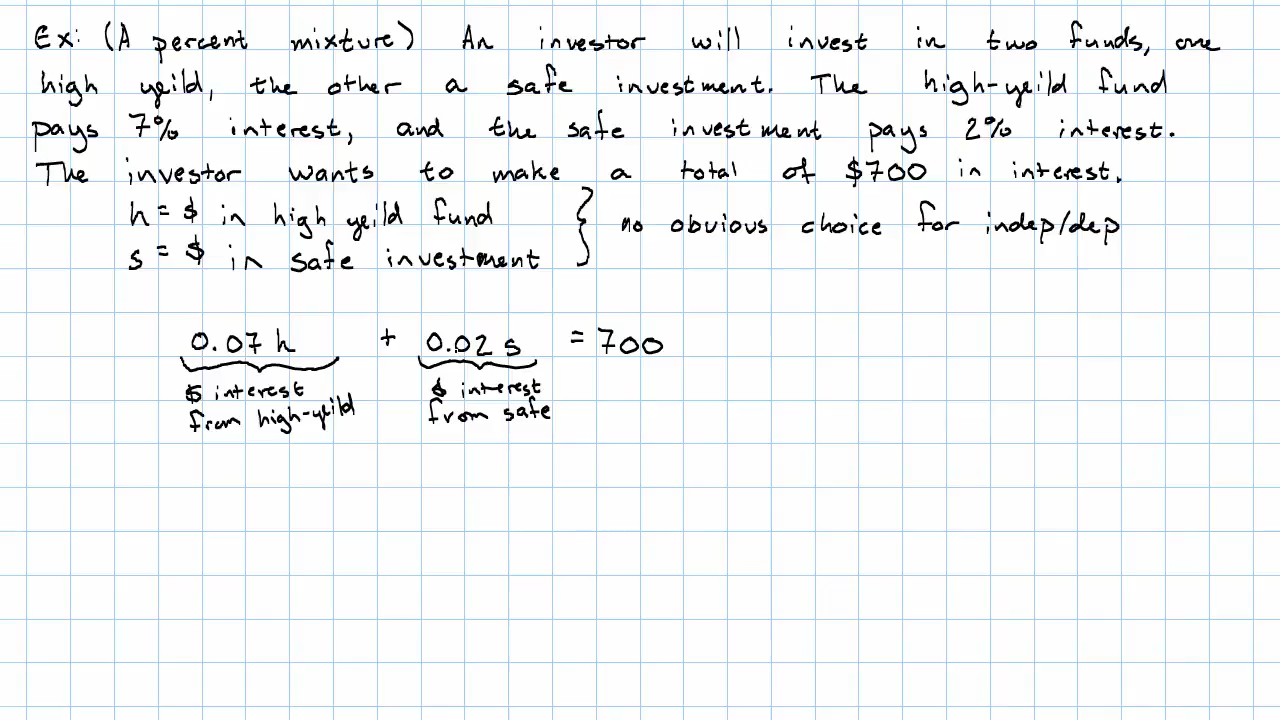 Ex: (A percent mixture) An investor will invest in two funds, one
high yeild, the other a safe investment. The high-yeild fund
pays 7% interest, and the safe investment pays 2% interest.
The investor wants to make a total of $700 in interest.
h = $ in high yeild fund
s = $ in safe investment
} no obvious choice for indep/dep
0.07 h + 0.02 s = 700
$ interest
from high-yeild
$ interest
from safe